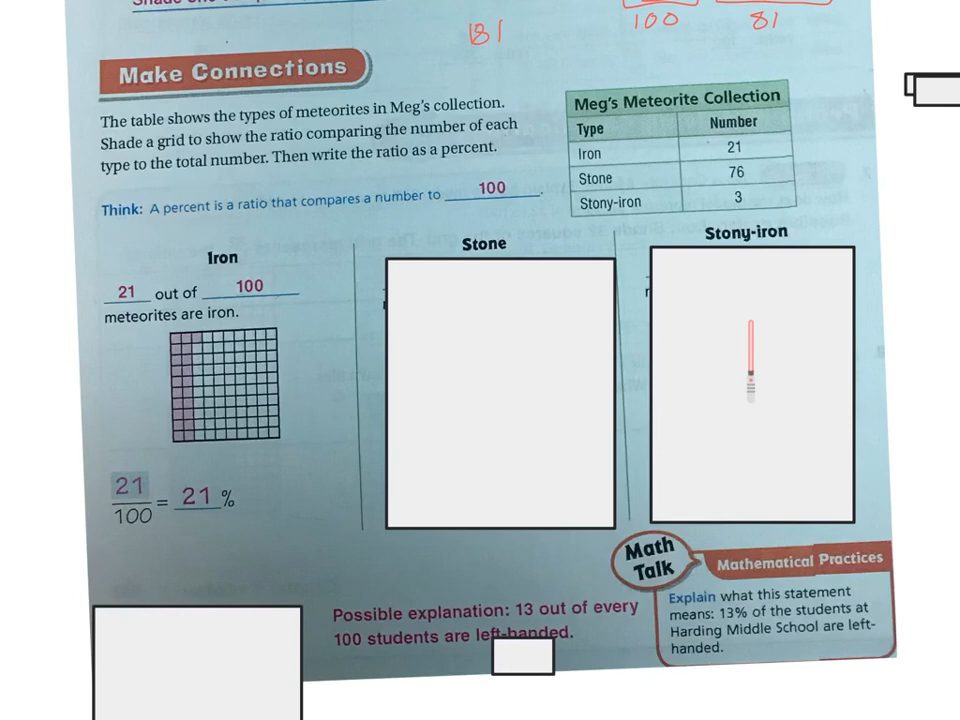 181
100 81
Make Connections
The table shows the types of meteorites in Meg's collection.
Shade a grid to show the ratio comparing the number of each
type to the total number. Then write the ratio as a percent.
Think: A percent is a ratio that compares a number to 100.
Meg's Meteorite Collection
Type Number
Iron 21
Stone 76
Stony-iron 3
Iron
21 out of 100
meteorites are iron.
21/100 = 21 %
Stone
Stony-iron
Possible explanation: 13 out of every
100 students are left-handed.
Math
Talk
Mathematical Practices
Explain what this statement
means: 13% of the students at
Harding Middle School are left-
handed.